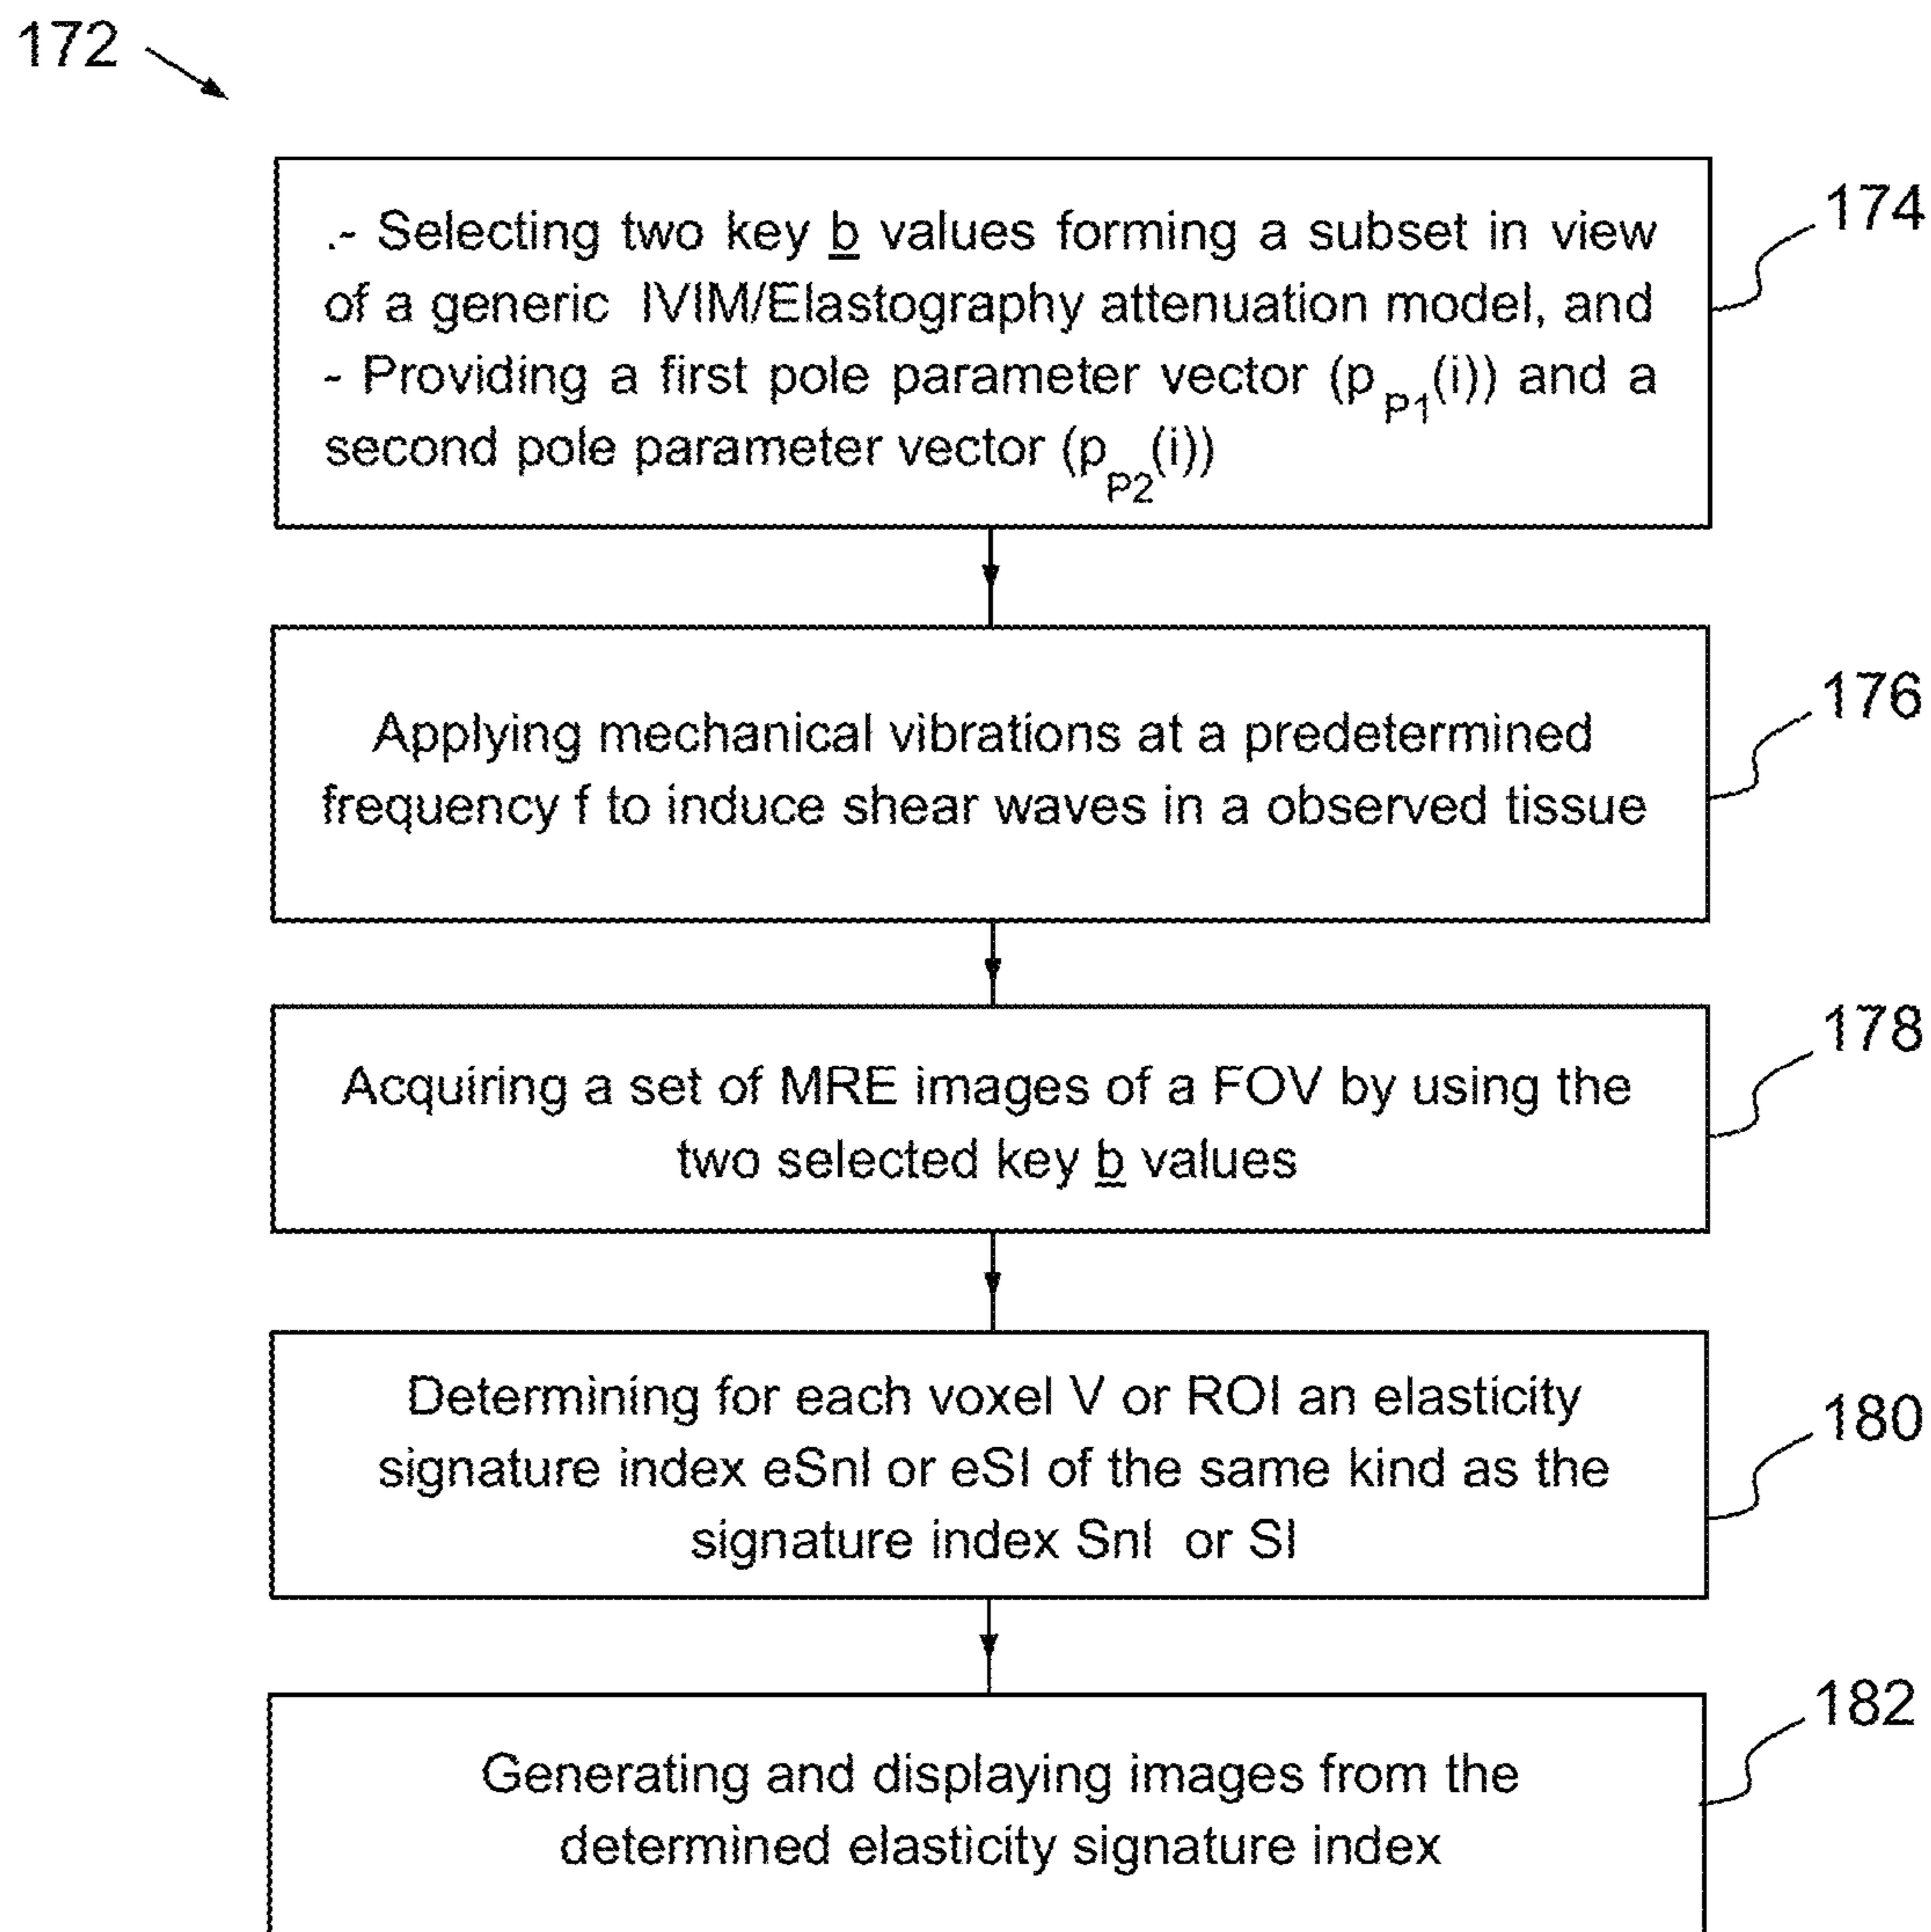 172
.- Selecting two key b values forming a subset in view
of a generic IVIM/Elastography attenuation model, and
- Providing a first pole parameter vector (p P1(i)) and a
second pole parameter vector (p P2(i))
174
Applying mechanical vibrations at a predetermined
frequency f to induce shear waves in a observed tissue
176
Acquiring a set of MRE images of a FOV by using the
two selected key b values
178
Determining for each voxel V or ROI an elasticity
signature index eSnI or eSI of the same kind as the
signature index SnI or SI
180
Generating and displaying images from the
determined elasticity signature index
182